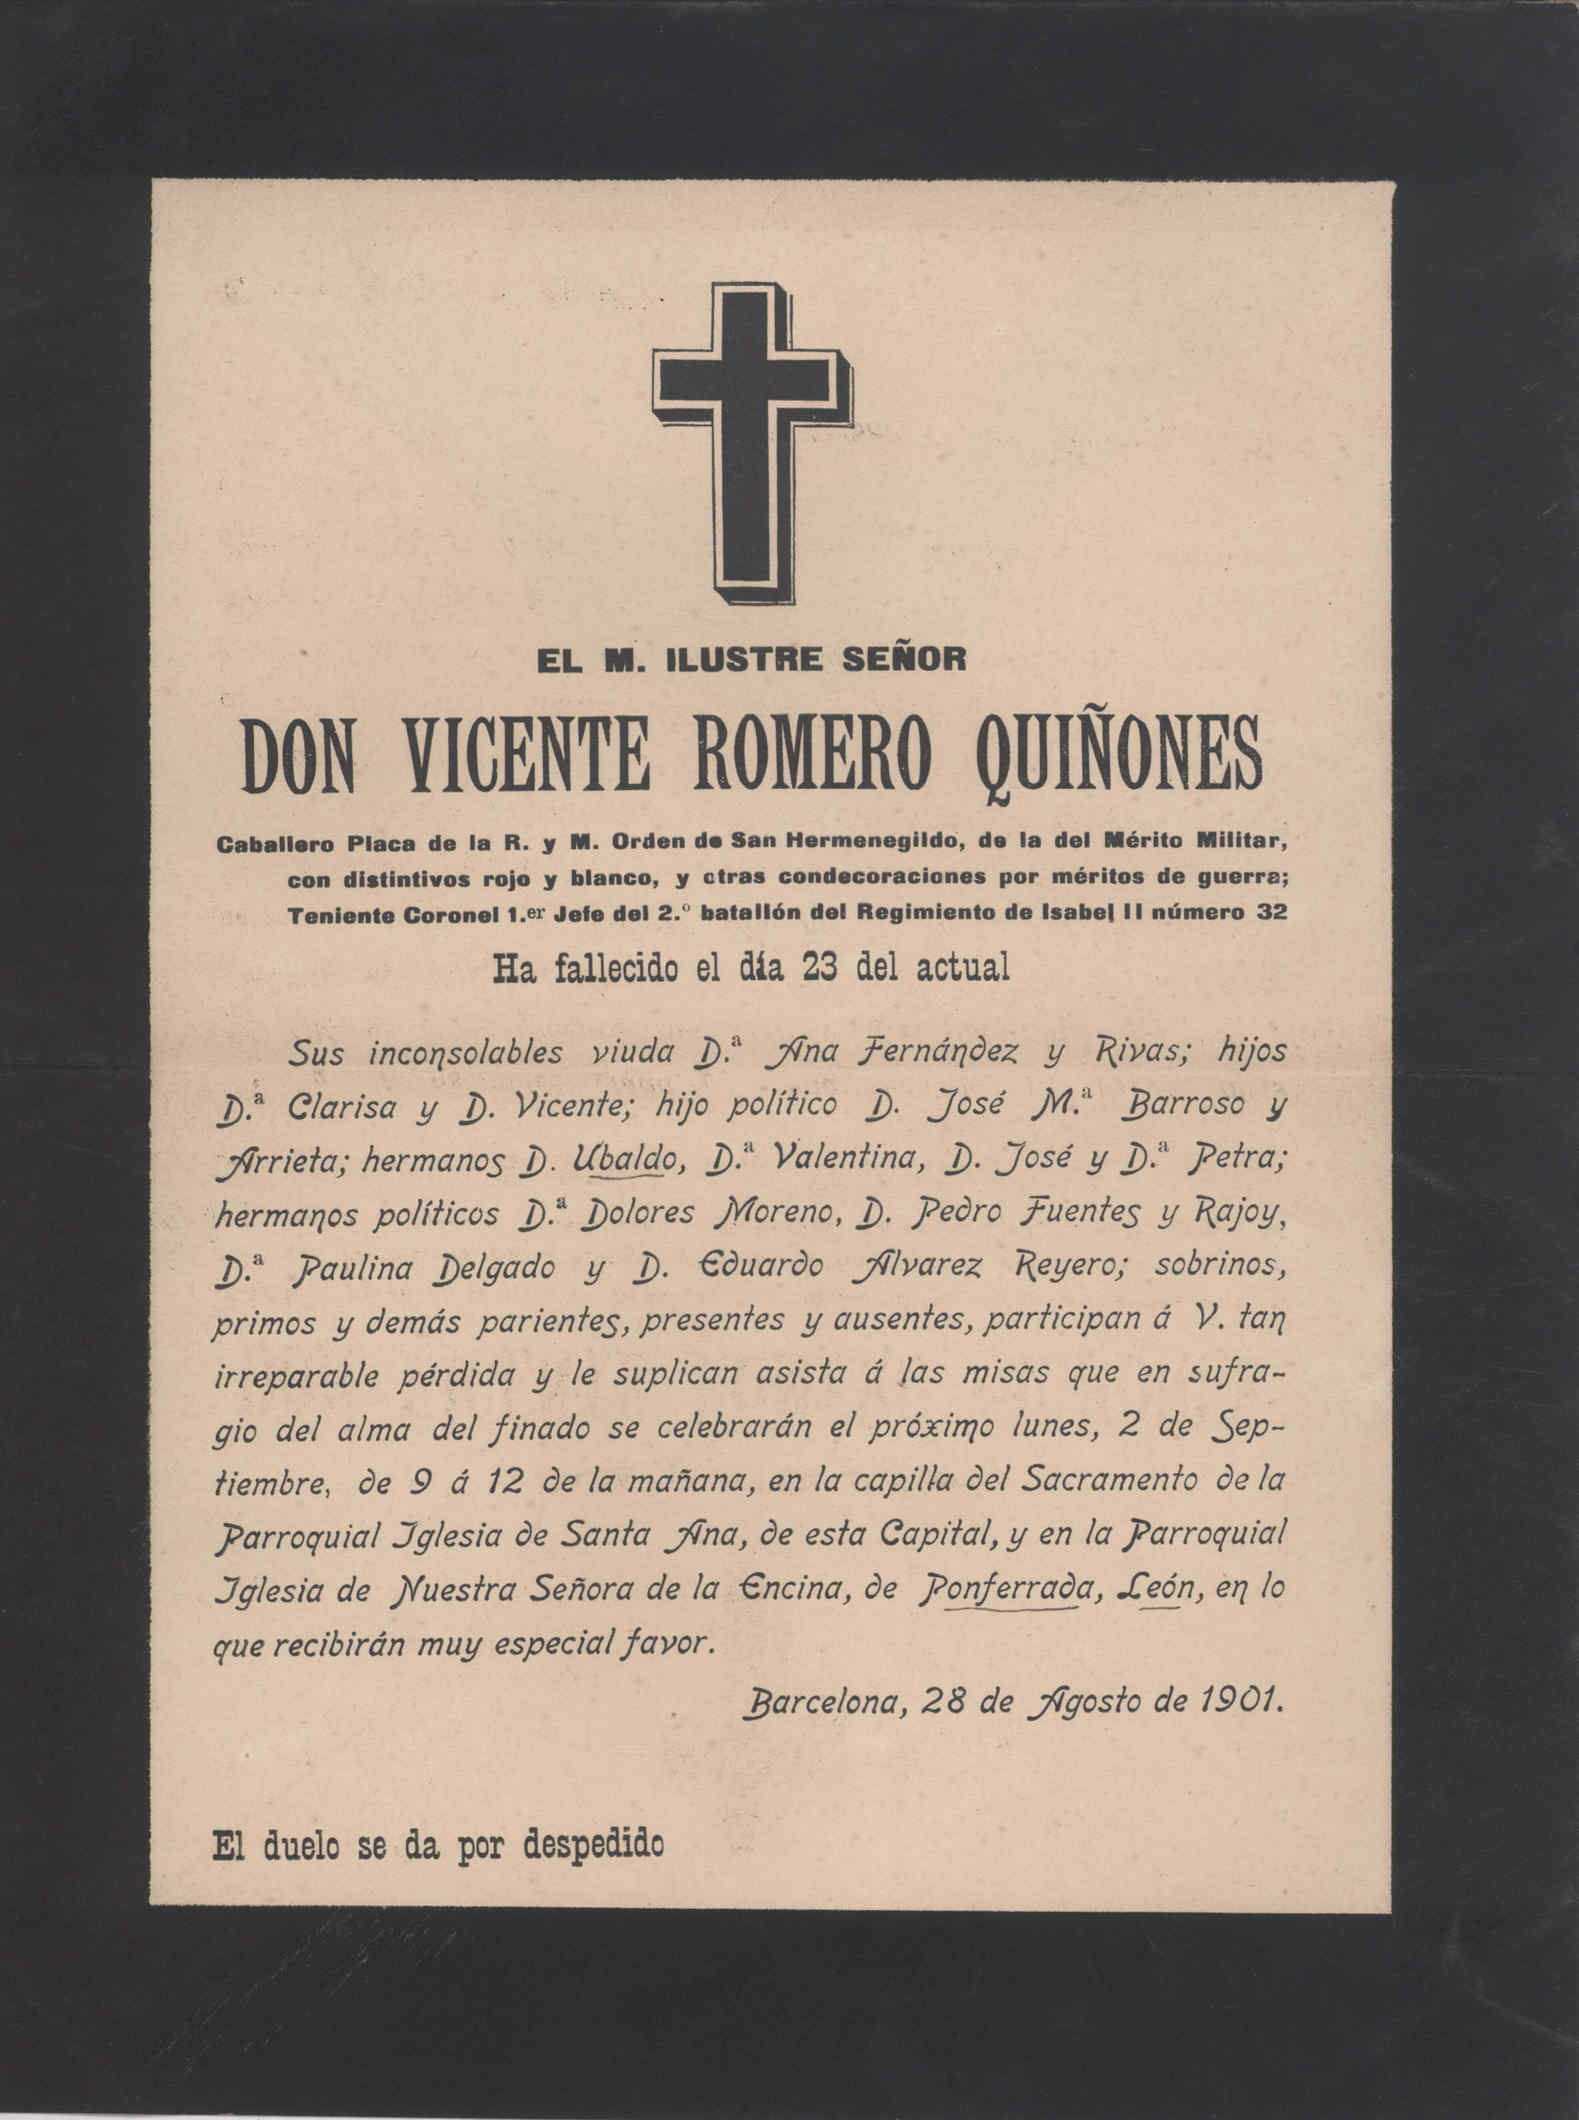 EL M. ILUSTRE SEÑOR
DON VICENTE ROMERO QUIÑONES
Caballero Placa de la R. y M. Orden de San Hermenegildo, de la del Mérito Militar,
con distintivos rojo y blanco, y otras condecoraciones por méritos de guerra;
Teniente Coronel 1.er Jefe del 2.º batallón del Regimiento de Isabel II número 32
Ha fallecido el día 23 del actual
Sus inconsolables viuda D.ª Ana Fernández y Rivas; hijos
D.ª Clarisa y D. Vicente; hijo político D. José M.ª Barroso y
Arrieta; hermanos D. Ubaldo, D.ª Valentina, D. José y D.ª Petra;
hermanos políticos D.ª Dolores Moreno, D. Pedro Fuentes y Rajoy,
D.ª Paulina Delgado y D. Eduardo Alvarez Reyero; sobrinos,
primos y demás parientes, presentes y ausentes, participan á V. tan
irreparable pérdida y le suplican asista á las misas que en sufra-
gio del alma del finado se celebrarán el próximo lunes, 2 de Sep-
tiembre, de 9 á 12 de la mañana, en la capilla del Sacramento de la
Parroquial Iglesia de Santa Ana, de esta Capital, y en la Parroquial
Iglesia de Nuestra Señora de la Encina, de Ponferrada, León, en lo
que recibirán muy especial favor.
Barcelona, 28 de Agosto de 1901.
El duelo se da por despedido